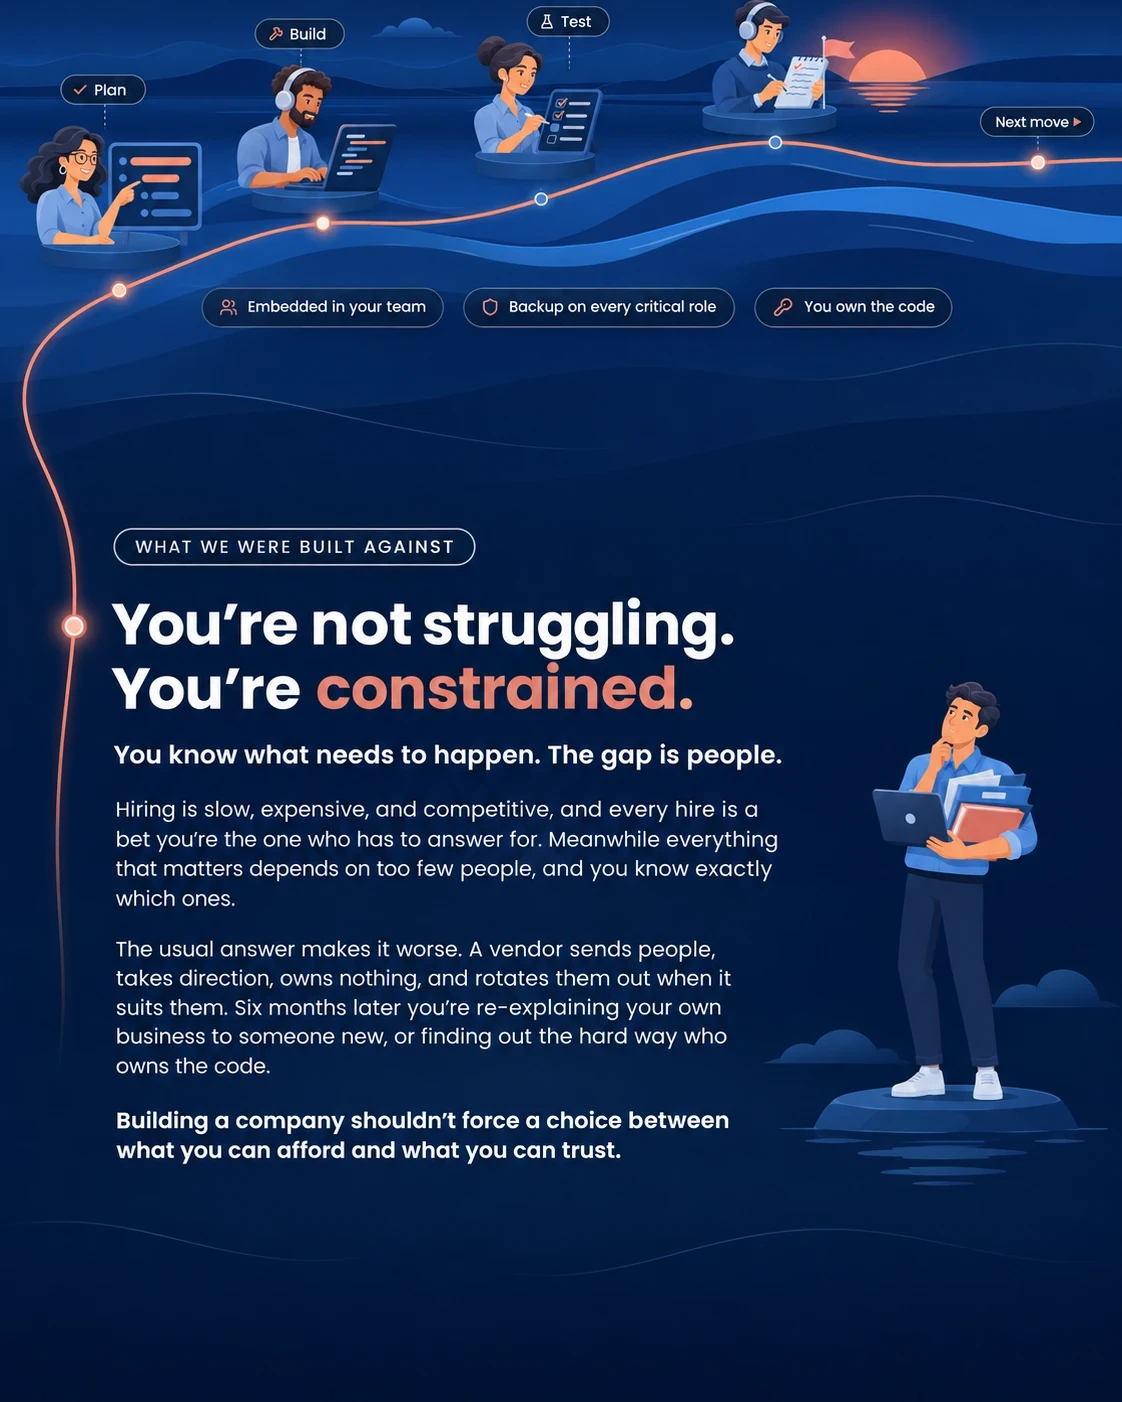 Plan
Build
Test
Next move
Embedded in your team
Backup on every critical role
You own the code
WHAT WE WERE BUILT AGAINST
You’re not struggling.
You’re constrained.
You know what needs to happen. The gap is people.
Hiring is slow, expensive, and competitive, and every hire is a
bet you’re the one who has to answer for. Meanwhile everything
that matters depends on too few people, and you know exactly
which ones.
The usual answer makes it worse. A vendor sends people,
takes direction, owns nothing, and rotates them out when it
suits them. Six months later you’re re-explaining your own
business to someone new, or finding out the hard way who
owns the code.
Building a company shouldn’t force a choice between
what you can afford and what you can trust.